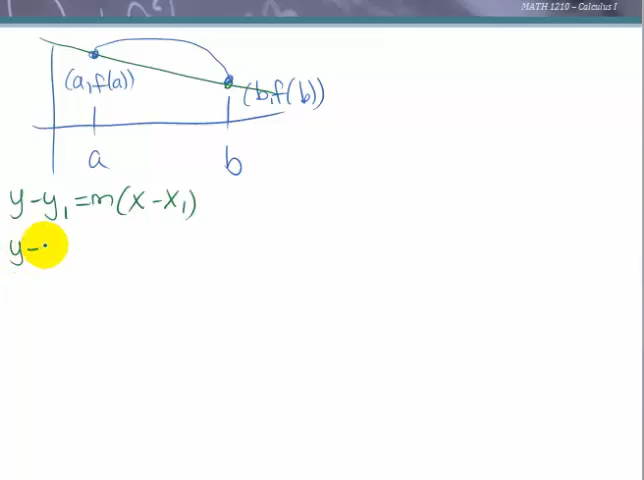 MATH 1210 – Calculus I
(a, f(a))
(b, f(b))
a b
y - y₁ = m(x - x₁)
y -